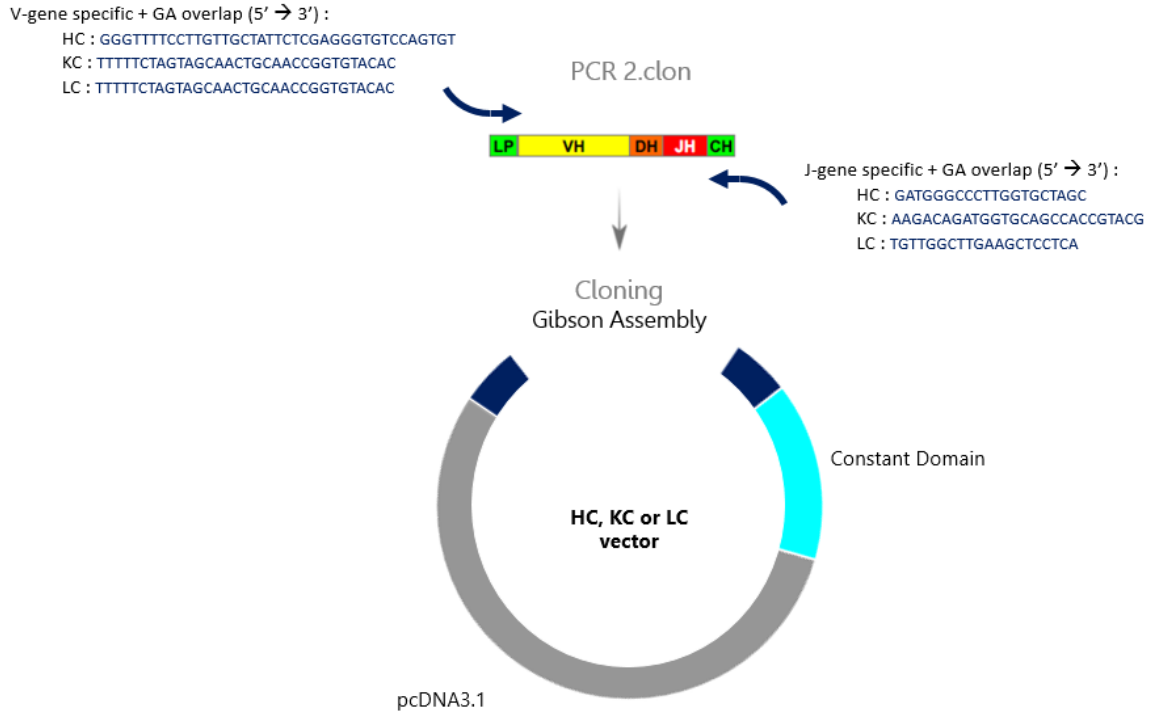 V-gene specific + GA overlap (5’ → 3’) :
HC : GGGTTTTCCTTGTTGCTATTCTCGAGGGTGTCCAGTGT
KC : TTTTTCTAGTAGCAACTGCAACCGGTGTACAC
LC : TTTTTCTAGTAGCAACTGCAACCGGTGTACAC
PCR 2.clon
LP VH DH JH CH
J-gene specific + GA overlap (5’ → 3’) :
HC : GATGGGCCCTTGGTGCTAGC
KC : AAGACAGATGGTGCAGCCACCGTACG
LC : TGTTGGCTTGAAGCTCCTCA
Cloning
Gibson Assembly
Constant Domain
HC, KC or LC
vector
pcDNA3.1